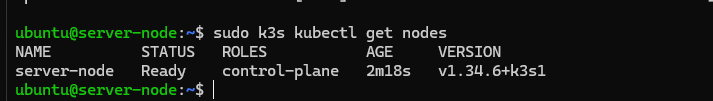 ubuntu@server-node:~$ sudo k3s kubectl get nodes
NAME          STATUS   ROLES           AGE     VERSION
server-node   Ready    control-plane   2m18s   v1.34.6+k3s1
ubuntu@server-node:~$